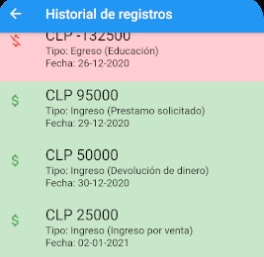 Historial de registros
CLP -132500
Tipo: Egreso (Educación)
Fecha: 26-12-2020
CLP 95000
Tipo: Ingreso (Prestamo solicitado)
Fecha: 29-12-2020
CLP 50000
Tipo: Ingreso (Devolución de dinero)
Fecha: 30-12-2020
CLP 25000
Tipo: Ingreso (Ingreso por venta)
Fecha: 02-01-2021